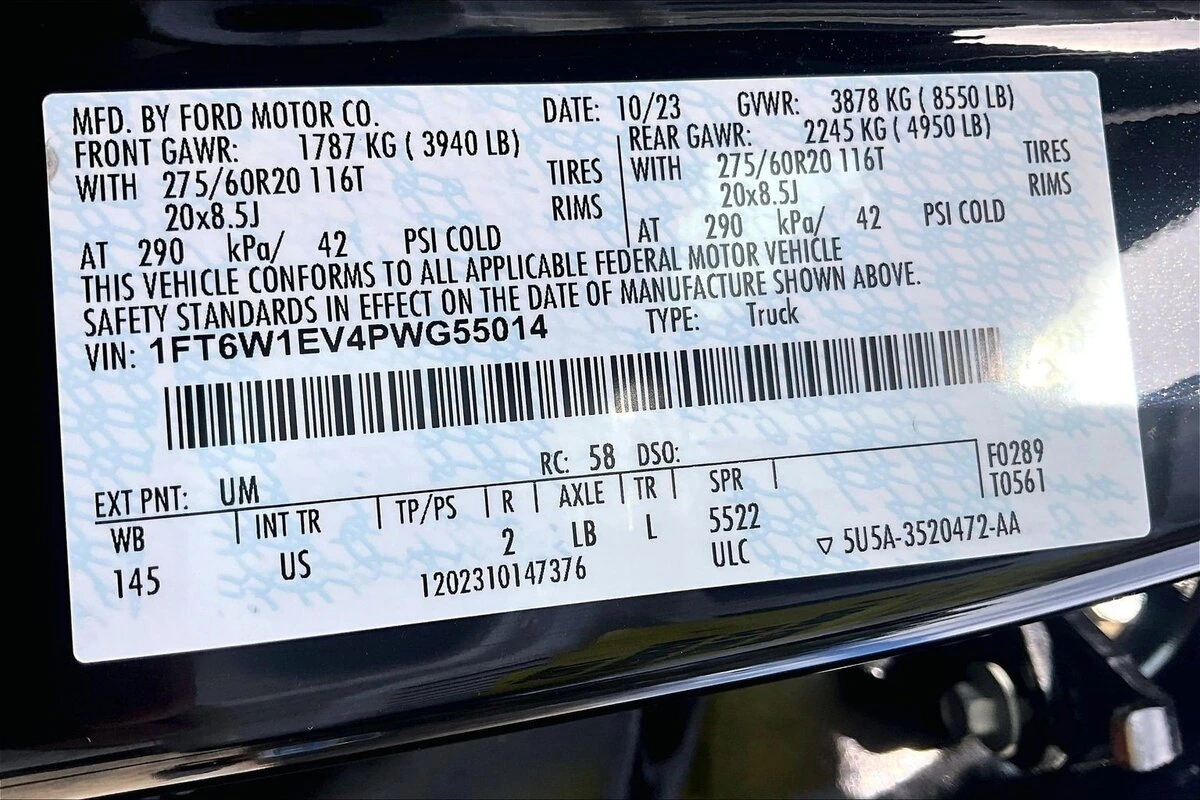 MFD. BY FORD MOTOR CO. DATE: 10/23 GVWR: 3878 KG ( 8550 LB)
FRONT GAWR: 1787 KG ( 3940 LB) REAR GAWR: 2245 KG ( 4950 LB)
WITH 275/60R20 116T TIRES WITH 275/60R20 116T TIRES
20x8.5J RIMS 20x8.5J RIMS
AT 290 kPa/ 42 PSI COLD AT 290 kPa/ 42 PSI COLD
THIS VEHICLE CONFORMS TO ALL APPLICABLE FEDERAL MOTOR VEHICLE
SAFETY STANDARDS IN EFFECT ON THE DATE OF MANUFACTURE SHOWN ABOVE.
VIN: 1FT6W1EV4PWG55014 TYPE: Truck
RC: 58 DSO:
EXT PNT: UM F0289
WB INT TR TP/PS R AXLE TR SPR T0561
145 US 2 LB L 5522
1202310147376 ULC ▽ 5U5A-3520472-AA